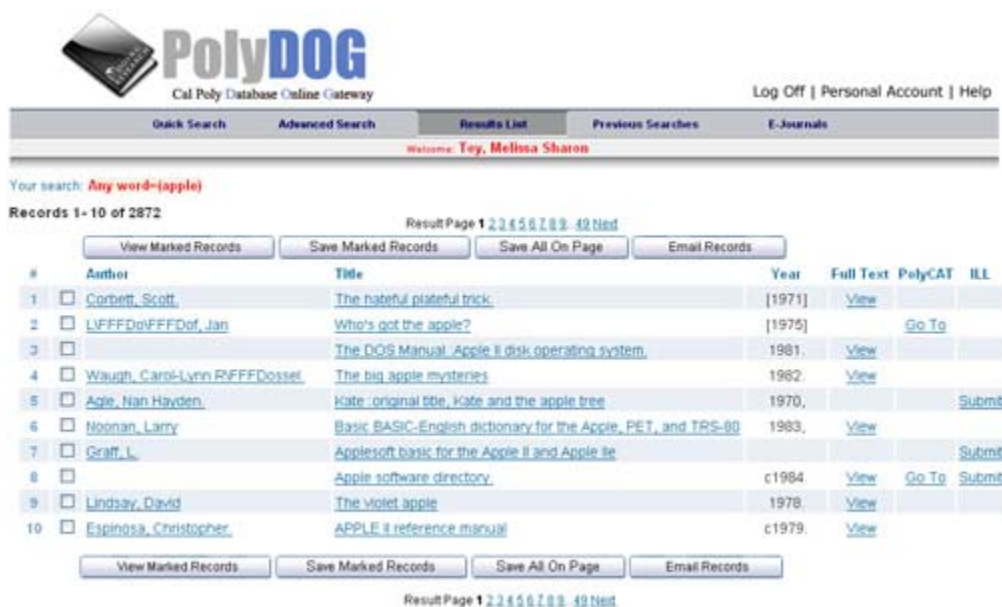 PolyDOG
Cal Poly Database Online Gateway
Log Off | Personal Account | Help
Quick Search Advanced Search Results List Previous Searches E-Journals
Welcome: Toy, Melissa Sharon
Your search: Any word=(apple)
Records 1- 10 of 2872
Result Page 1 2 3 4 5 6 7 8 9.. 49 Next
View Marked Records Save Marked Records Save All On Page Email Records
# Author Title Year Full Text PolyCAT ILL
1 Corbett, Scott. The hateful plateful trick. [1971] View
2 L\FFFDo\FFFDof, Jan Who's got the apple? [1975] Go To
3 The DOS Manual :Apple II disk operating system. 1981. View
4 Waugh, Carol-Lynn R\FFFDossel. The big apple mysteries 1982. View
5 Agle, Nan Hayden. Kate :original title, Kate and the apple tree 1970, Submit
6 Noonan, Larry Basic BASIC-English dictionary for the Apple, PET, and TRS-80 1983, View
7 Graff, L. Applesoft basic for the Apple II and Apple IIe Submit
8 Apple software directory. c1984. View Go To Submit
9 Lindsay, David The violet apple 1978. View
10 Espinosa, Christopher. APPLE II reference manual c1979. View
View Marked Records Save Marked Records Save All On Page Email Records
Result Page 1 2 3 4 5 6 7 8 9.. 49 Next